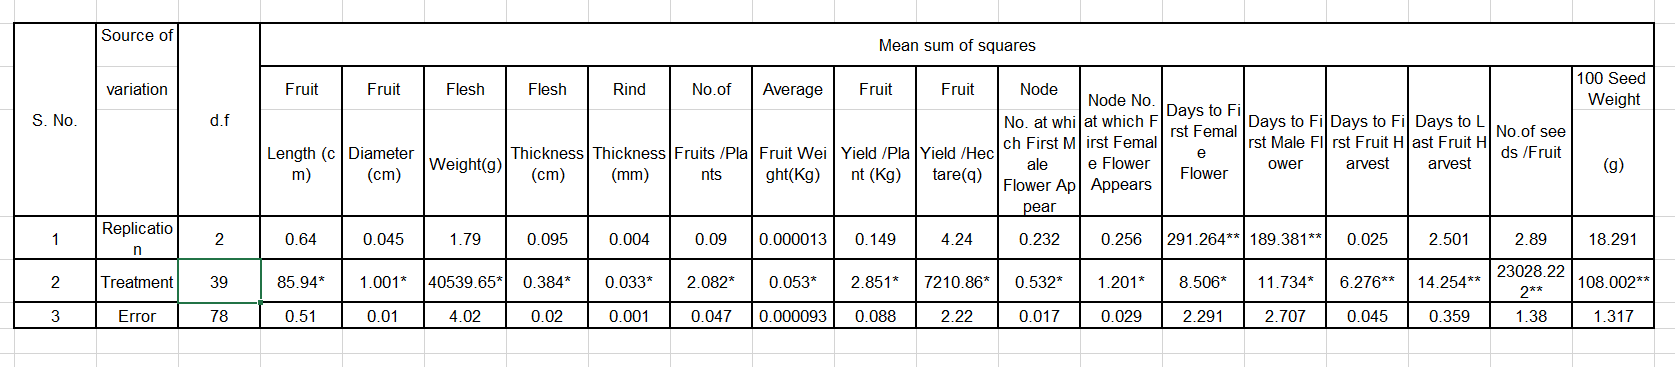 Mean sum of squares
S. No.
Source of
variation
d.f
Fruit
Length (c
m)
Fruit
Diameter
(cm)
Flesh
Weight(g)
Flesh
Thickness
(cm)
Rind
Thickness
(mm)
No.of
Fruits /Pla
nts
Average
Fruit Wei
ght(Kg)
Fruit
Yield /Pla
nt (Kg)
Fruit
Yield /Hec
tare(q)
Node
No. at whi
ch First M
ale
Flower Ap
pear
Node No.
at which F
irst Femal
e Flower
Appears
Days to Fi
rst Femal
e
Flower
Days to Fi
rst Male Fl
ower
Days to Fi
rst Fruit H
arvest
Days to L
ast Fruit H
arvest
No.of see
ds /Fruit
100 Seed
Weight
(g)
1 Replicatio
n 2 0.64 0.045 1.79 0.095 0.004 0.09 0.000013 0.149 4.24 0.232 0.256 291.264** 189.381** 0.025 2.501 2.89 18.291
2 Treatment 39 85.94* 1.001* 40539.65* 0.384* 0.033* 2.082* 0.053* 2.851* 7210.86* 0.532* 1.201* 8.506* 11.734* 6.276** 14.254** 23028.22
2** 108.002**
3 Error 78 0.51 0.01 4.02 0.02 0.001 0.047 0.000093 0.088 2.22 0.017 0.029 2.291 2.707 0.045 0.359 1.38 1.317